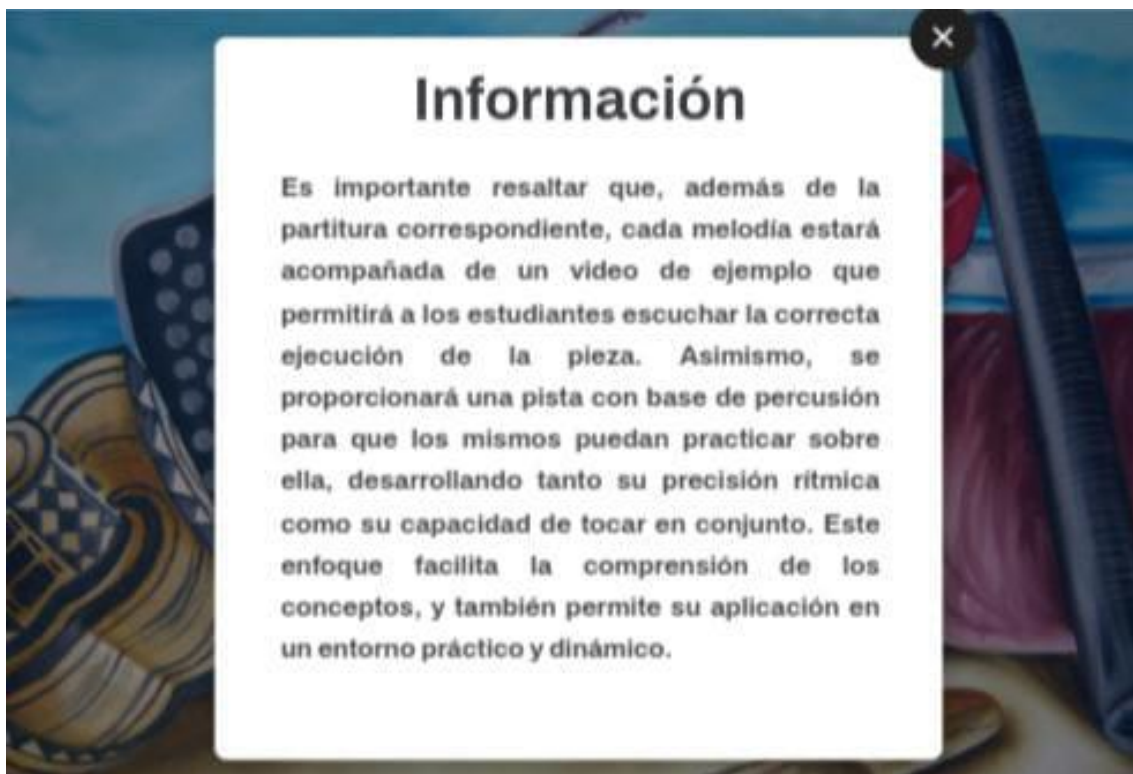 Información
Es importante resaltar que, además de la
partitura correspondiente, cada melodía estará
acompañada de un video de ejemplo que
permitirá a los estudiantes escuchar la correcta
ejecución de la pieza. Asimismo, se
proporcionará una pista con base de percusión
para que los mismos puedan practicar sobre
ella, desarrollando tanto su precisión rítmica
como su capacidad de tocar en conjunto. Este
enfoque facilita la comprensión de los
conceptos, y también permite su aplicación en
un entorno práctico y dinámico.